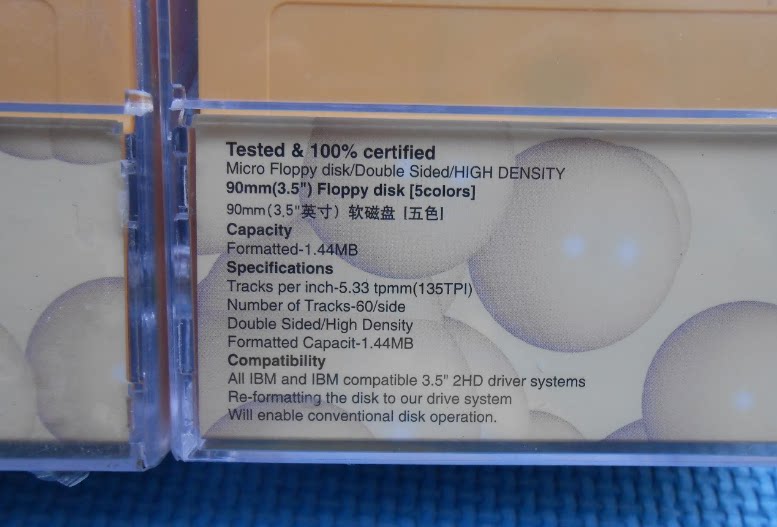 Tested & 100% certified
Micro Floppy disk/Double Sided/HIGH DENSITY
90mm(3.5") Floppy disk [5colors]
90mm(3,5"英寸) 软磁盘 [五色]
Capacity
Formatted-1.44MB
Specifications
Tracks per inch-5.33 tpmm(135TPI)
Number of Tracks-60/side
Double Sided/High Density
Formatted Capacit-1.44MB
Compatibility
All IBM and IBM compatible 3.5" 2HD driver systems
Re-formatting the disk to our drive system
Will enable conventional disk operation.